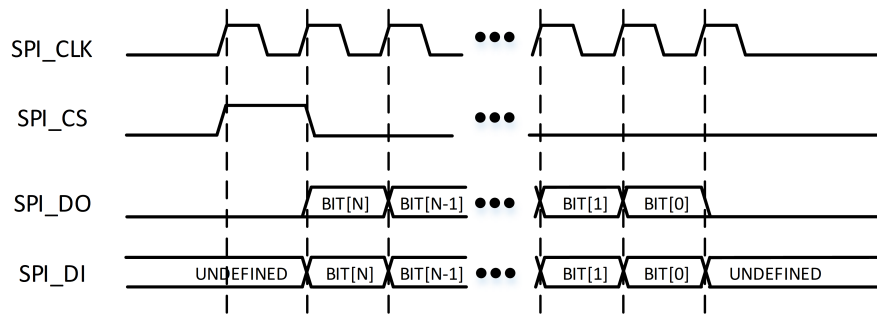 SPI_CLK
SPI_CS
SPI_DO BIT[N] BIT[N-1] BIT[1] BIT[0]
SPI_DI UNDEFINED BIT[N] BIT[N-1] BIT[1] BIT[0] UNDEFINED